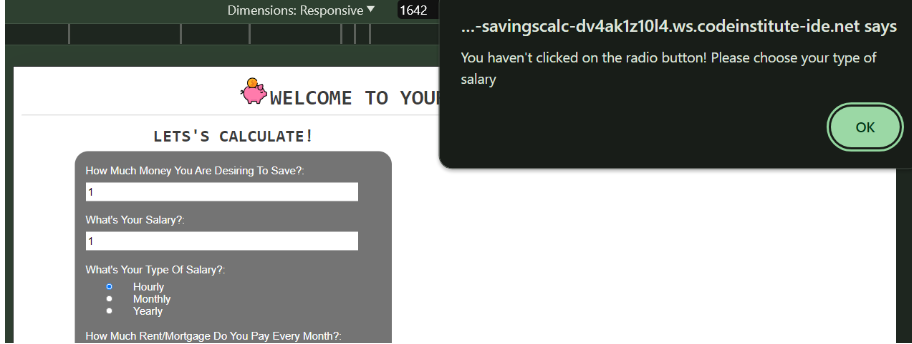 Dimensions: Responsive
1642
...-savingscalc-dv4ak1z10l4.ws.codeinstitute-ide.net says
You haven't clicked on the radio button! Please choose your type of
salary
OK
WELCOME TO YOU
LETS'S CALCULATE!
How Much Money You Are Desiring To Save?:
1
What's Your Salary?:
1
What's Your Type Of Salary?:
Hourly
Monthly
Yearly
How Much Rent/Mortgage Do You Pay Every Month?: